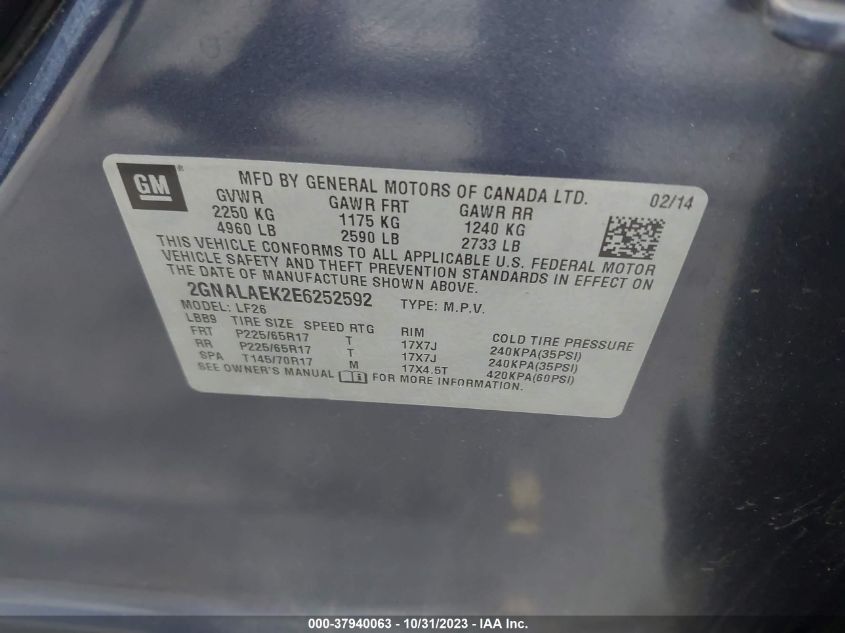 GM ®
MFD BY GENERAL MOTORS OF CANADA LTD. 02/14
GVWR GAWR FRT GAWR RR
2250 KG 1175 KG 1240 KG
4960 LB 2590 LB 2733 LB
THIS VEHICLE CONFORMS TO ALL APPLICABLE U.S. FEDERAL MOTOR
VEHICLE SAFETY AND THEFT PREVENTION STANDARDS IN EFFECT ON
THE DATE OF MANUFACTURE SHOWN ABOVE.
2GNALAEK2E6252592 TYPE: M.P.V.
MODEL: LF26
LBB9 TIRE SIZE SPEED RTG RIM COLD TIRE PRESSURE
FRT P225/65R17 T 17X7J 240KPA(35PSI)
RR P225/65R17 T 17X7J 240KPA(35PSI)
SPA T145/70R17 M 17X4.5T 420KPA(60PSI)
SEE OWNER'S MANUAL i FOR MORE INFORMATION.
000-37940063 - 10/31/2023 - IAA Inc.